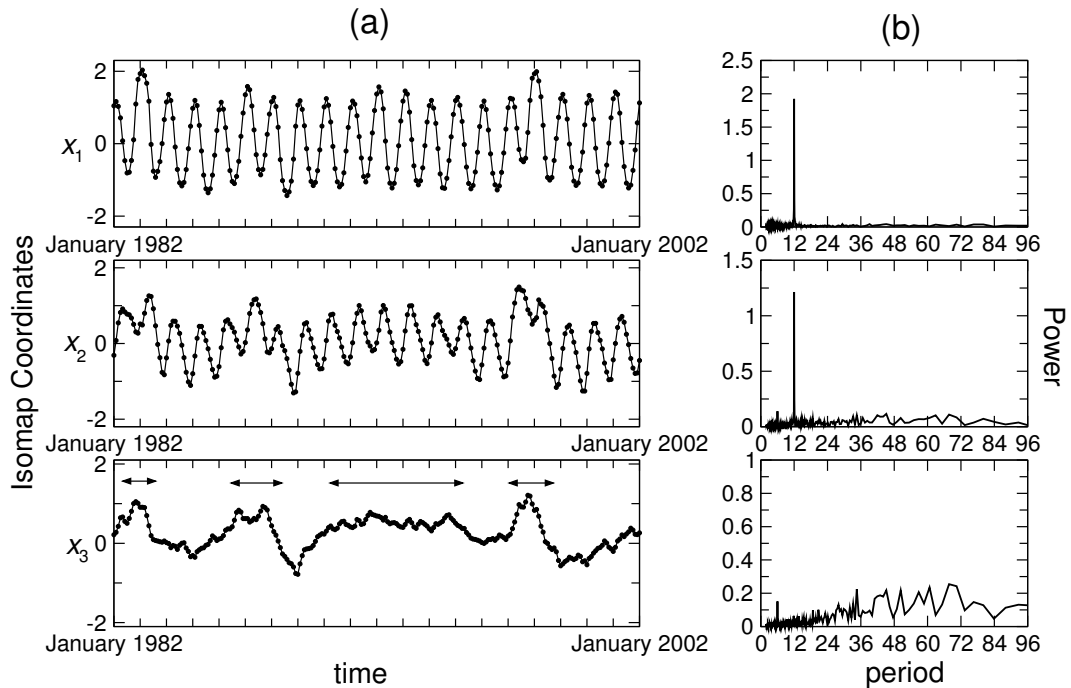 (a)
(b)
Isomap Coordinates
x1
2
0
-2
January 1982
January 2002
2.5
2
1.5
1
0.5
0
0 12 24 36 48 60 72 84 96
x2
2
0
-2
January 1982
January 2002
1.5
1
0.5
0
0 12 24 36 48 60 72 84 96
Power
x3
2
0
-2
January 1982
January 2002
time
1
0.8
0.6
0.4
0.2
0
0 12 24 36 48 60 72 84 96
period